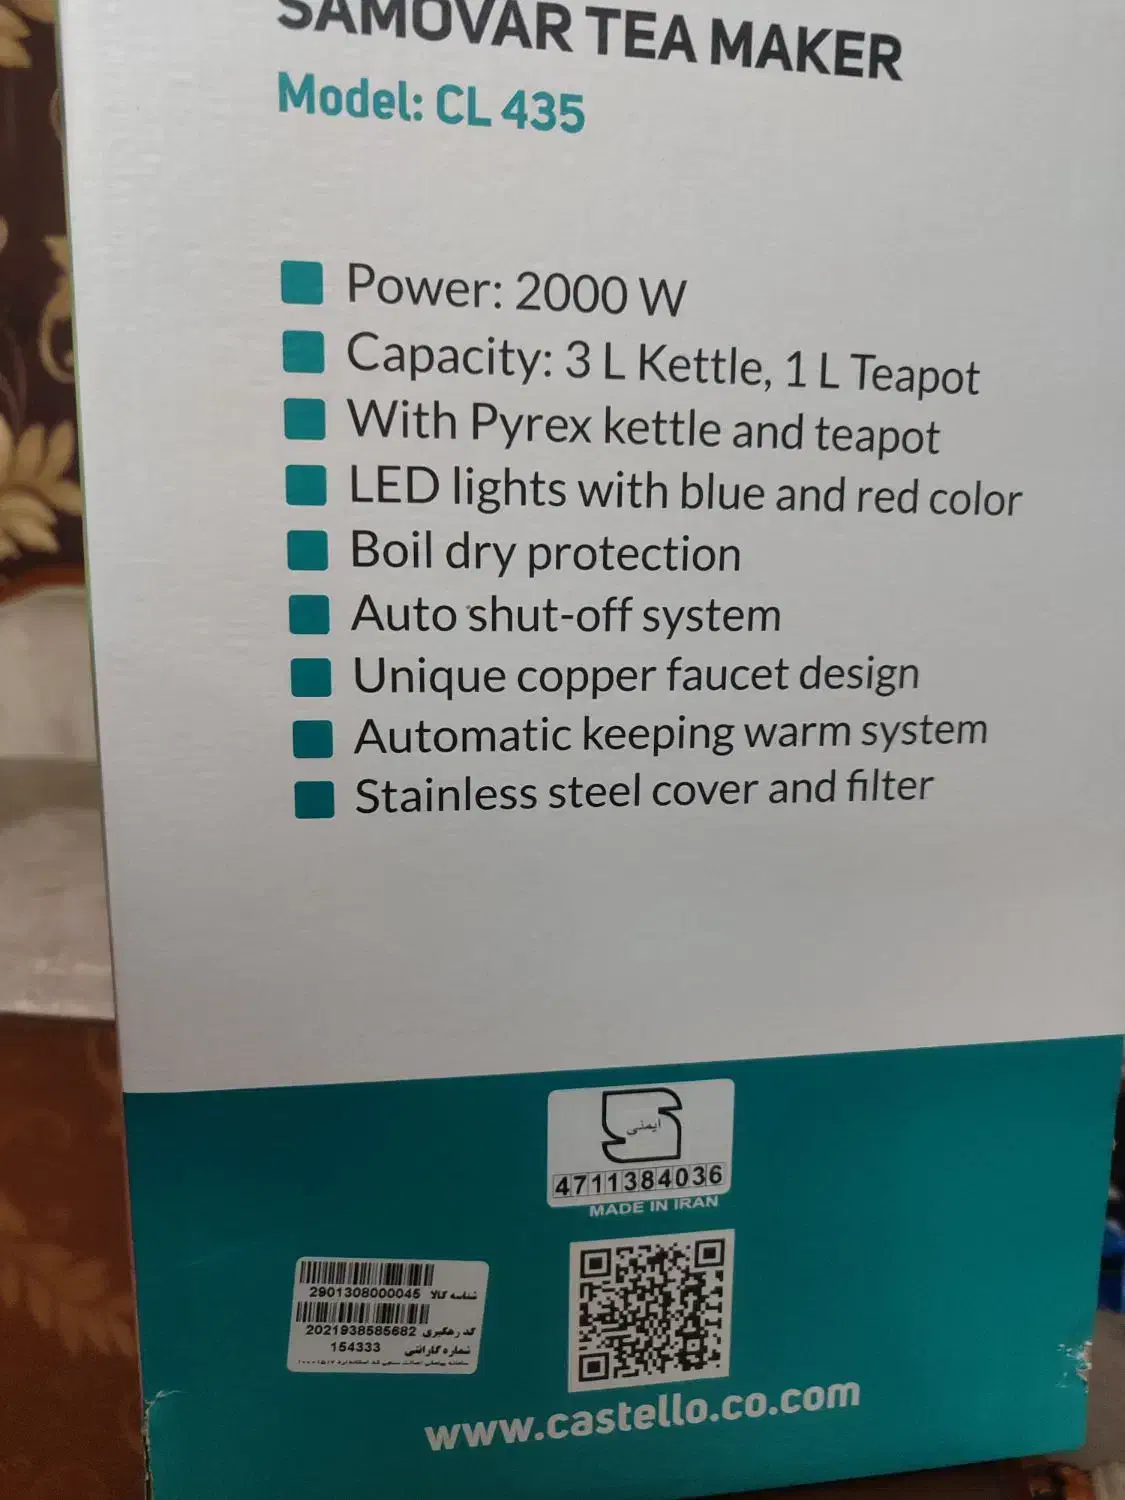 SAMOVAR TEA MAKER
Model: CL 435
Power: 2000 W
Capacity: 3 L Kettle, 1 L Teapot
With Pyrex kettle and teapot
LED lights with blue and red color
Boil dry protection
Auto shut-off system
Unique copper faucet design
Automatic keeping warm system
Stainless steel cover and filter
ایمنی
4711384036
MADE IN IRAN
شناسه کالا 2901308000045
کد رهگیری 2021938585682
شماره گارانتی 154333
www.castello.co.com